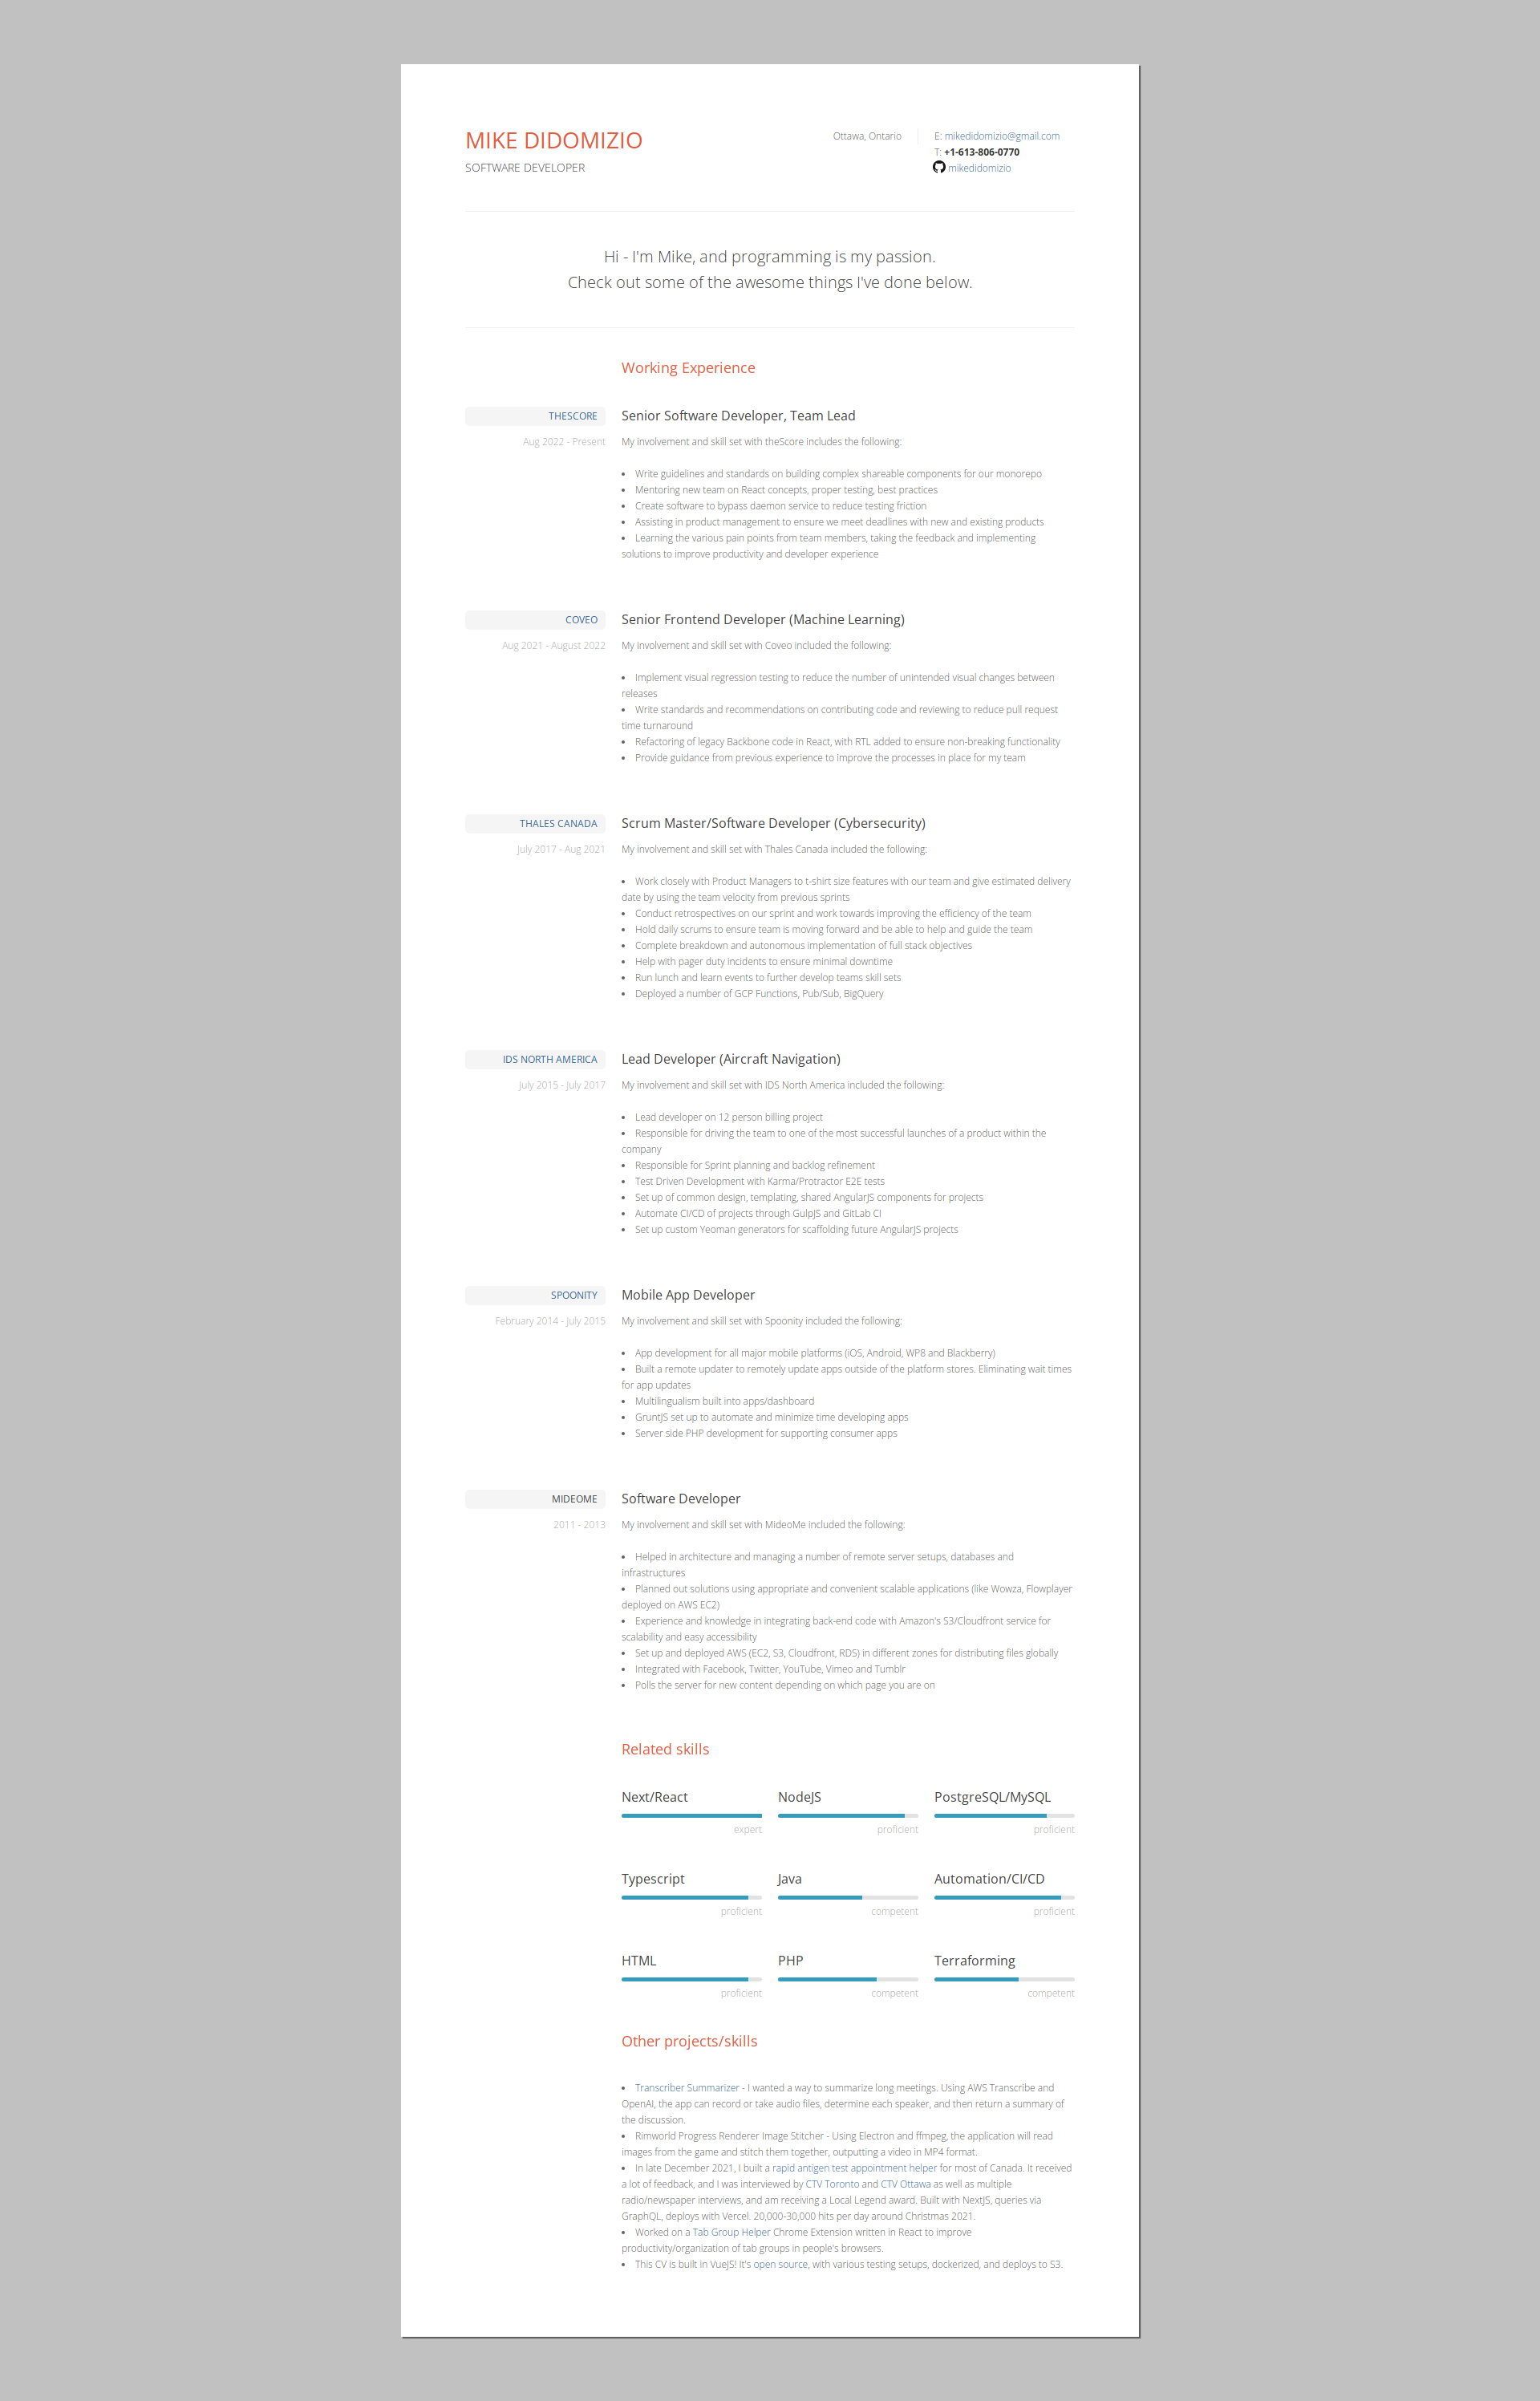 MIKE DIDOMIZIO
SOFTWARE DEVELOPER
Ottawa, Ontario
E: mikedidomizio@gmail.com
T: +1-613-806-0770
mikedidomizio
Hi - I'm Mike, and programming is my passion.
Check out some of the awesome things I've done below.
Working Experience
THESCORE
Aug 2022 - Present
Senior Software Developer, Team Lead
My involvement and skill set with theScore includes the following:
• Write guidelines and standards on building complex shareable components for our monorepo
• Mentoring new team on React concepts, proper testing, best practices
• Create software to bypass daemon service to reduce testing friction
• Assisting in product management to ensure we meet deadlines with new and existing products
• Learning the various pain points from team members, taking the feedback and implementing
solutions to improve productivity and developer experience
COVEO
Aug 2021 - August 2022
Senior Frontend Developer (Machine Learning)
My involvement and skill set with Coveo included the following:
• Implement visual regression testing to reduce the number of unintended visual changes between
releases
• Write standards and recommendations on contributing code and reviewing to reduce pull request
time turnaround
• Refactoring of legacy Backbone code in React, with RTL added to ensure non-breaking functionality
• Provide guidance from previous experience to improve the processes in place for my team
THALES CANADA
July 2017 - Aug 2021
Scrum Master/Software Developer (Cybersecurity)
My involvement and skill set with Thales Canada included the following:
• Work closely with Product Managers to t-shirt size features with our team and give estimated delivery
date by using the team velocity from previous sprints
• Conduct retrospectives on our sprint and work towards improving the efficiency of the team
• Hold daily scrums to ensure team is moving forward and be able to help and guide the team
• Complete breakdown and autonomous implementation of full stack objectives
• Help with pager duty incidents to ensure minimal downtime
• Run lunch and learn events to further develop teams skill sets
• Deployed a number of GCP Functions, Pub/Sub, BigQuery
IDS NORTH AMERICA
July 2015 - July 2017
Lead Developer (Aircraft Navigation)
My involvement and skill set with IDS North America included the following:
• Lead developer on 12 person billing project
• Responsible for driving the team to one of the most successful launches of a product within the
company
• Responsible for Sprint planning and backlog refinement
• Test Driven Development with Karma/Protractor E2E tests
• Set up of common design, templating, shared AngularJS components for projects
• Automate CI/CD of projects through GulpJS and GitLab CI
• Set up custom Yeoman generators for scaffolding future AngularJS projects
SPOONITY
February 2014 - July 2015
Mobile App Developer
My involvement and skill set with Spoonity included the following:
• App development for all major mobile platforms (iOS, Android, WP8 and Blackberry)
• Built a remote updater to remotely update apps outside of the platform stores. Eliminating wait times
for app updates
• Multilingualism built into apps/dashboard
• GruntJS set up to automate and minimize time developing apps
• Server side PHP development for supporting consumer apps
MIDEOME
2011 - 2013
Software Developer
My involvement and skill set with MideoMe included the following:
• Helped in architecture and managing a number of remote server setups, databases and
infrastructures
• Planned out solutions using appropriate and convenient scalable applications (like Wowza, Flowplayer
deployed on AWS EC2)
• Experience and knowledge in integrating back-end code with Amazon's S3/Cloudfront service for
scalability and easy accessibility
• Set up and deployed AWS (EC2, S3, Cloudfront, RDS) in different zones for distributing files globally
• Integrated with Facebook, Twitter, YouTube, Vimeo and Tumblr
• Polls the server for new content depending on which page you are on
Related skills
Next/React
expert
NodeJS
proficient
PostgreSQL/MySQL
proficient
Typescript
proficient
Java
competent
Automation/CI/CD
proficient
HTML
proficient
PHP
competent
Terraforming
competent
Other projects/skills
• Transcriber Summarizer - I wanted a way to summarize long meetings. Using AWS Transcribe and
OpenAI, the app can record or take audio files, determine each speaker, and then return a summary of
the discussion.
• Rimworld Progress Renderer Image Stitcher - Using Electron and ffmpeg, the application will read
images from the game and stitch them together, outputting a video in MP4 format.
• In late December 2021, I built a rapid antigen test appointment helper for most of Canada. It received
a lot of feedback, and I was interviewed by CTV Toronto and CTV Ottawa as well as multiple
radio/newspaper interviews, and am receiving a Local Legend award. Built with NextJS, queries via
GraphQL, deploys with Vercel. 20,000-30,000 hits per day around Christmas 2021.
• Worked on a Tab Group Helper Chrome Extension written in React to improve
productivity/organization of tab groups in people's browsers.
• This CV is built in VueJS! It's open source, with various testing setups, dockerized, and deploys to S3.